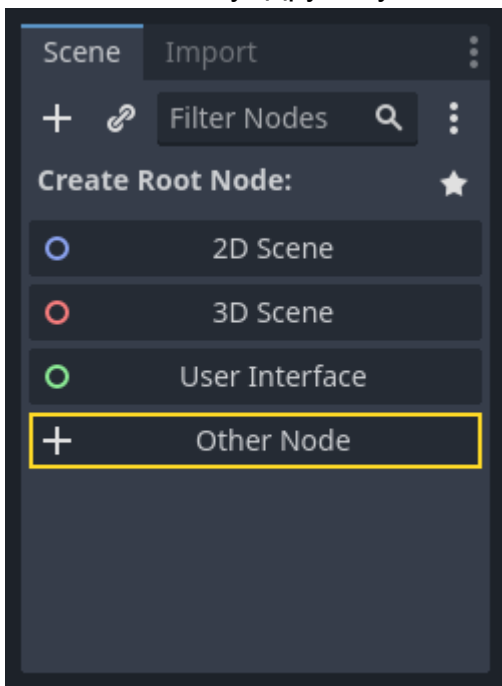 Scene Import
Filter Nodes
Create Root Node:
2D Scene
3D Scene
User Interface
Other Node